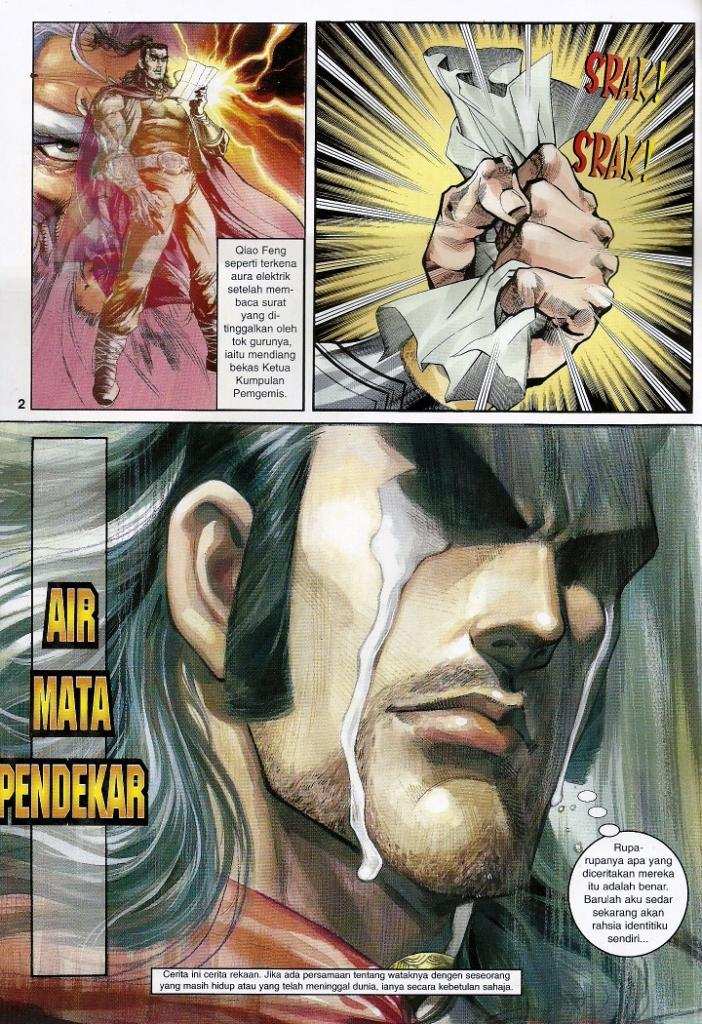 Qiao Feng
seperti terkena
aura elektrik
setelah mem-
baca surat
yang di-
tinggalkan oleh
tok gurunya,
iaitu mendiang
bekas Ketua
Kumpulan
Pemgemis.
SRAK!
SRAK!
2
AIR
MATA
PENDEKAR
Rupa-
rupanya apa yang
diceritakan mereka
itu adalah benar.
Barulah aku sedar
sekarang akan
rahsia identitiku
sendiri...
Cerita ini cerita rekaan. Jika ada persamaan tentang wataknya dengen seseorang
yang masih hidup atau yang telah meninggal dunia, ianya secara kebetulan sahaja.